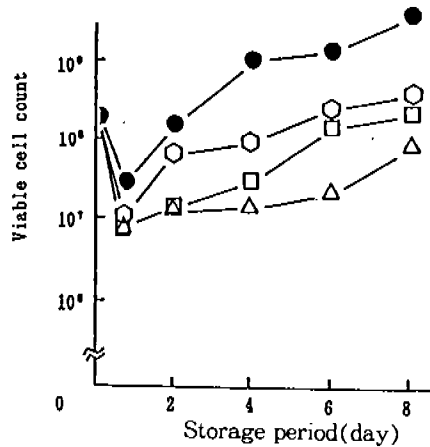 Viable cell count
10⁹
10⁸
10⁷
10⁶
0 2 4 6 8
Storage period(day)